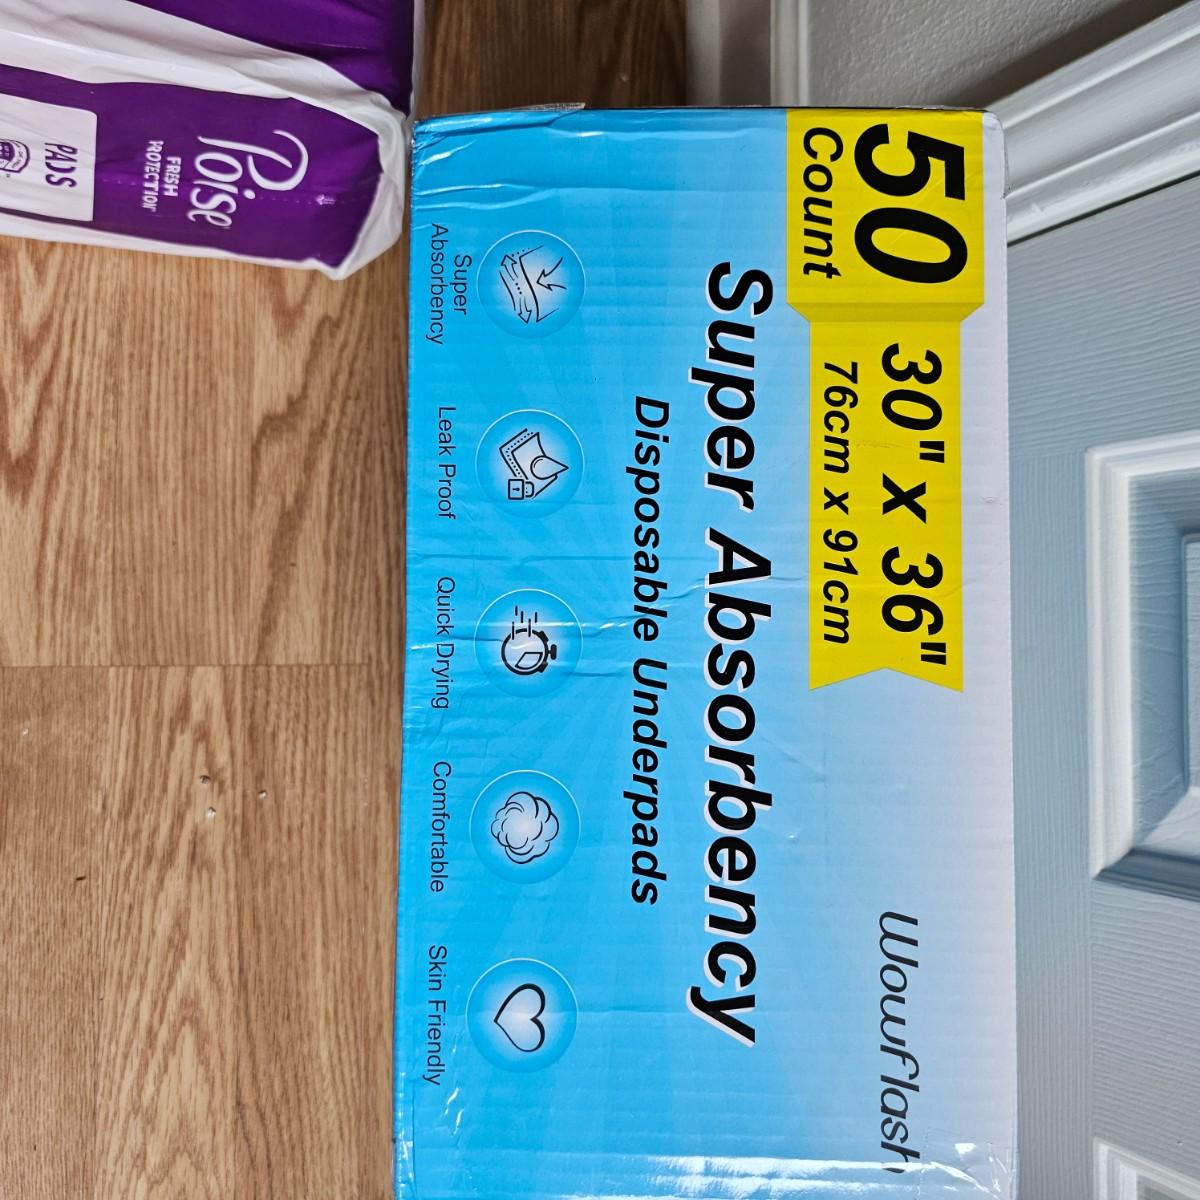 50
Count
30" x 36"
76cm x 91cm
Wowflash
Super Absorbency
Disposable Underpads
Super
Absorbency
Leak Proof
Quick Drying
Comfortable
Skin Friendly
Poise
FRESH
PROTECTION
PADS